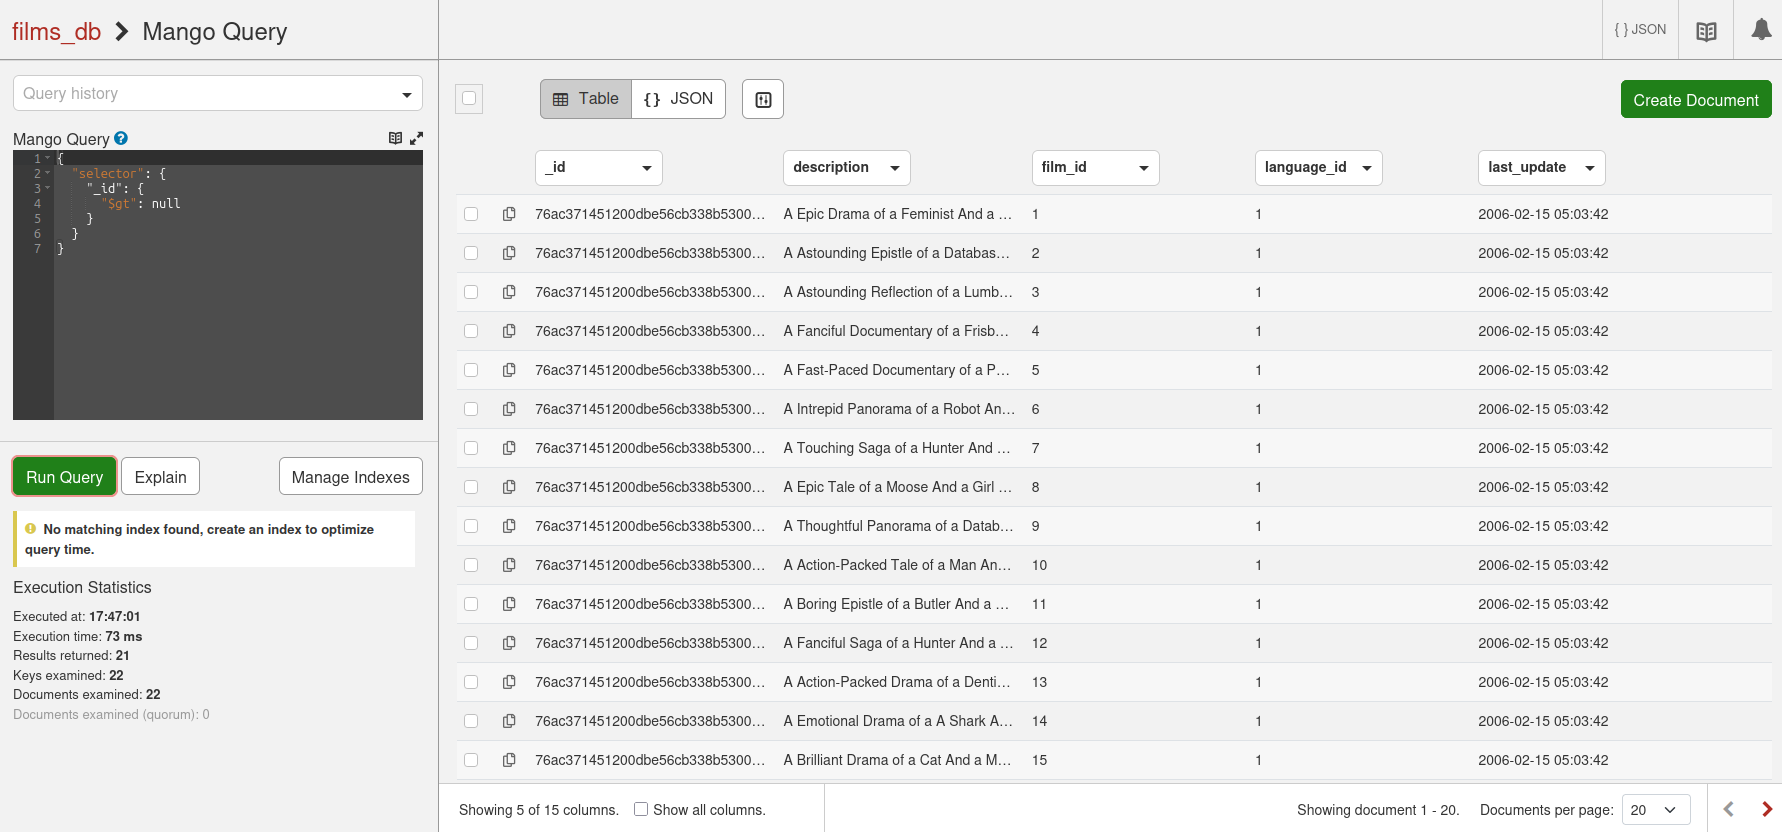 films_db Mango Query
{ } JSON
Query history
Table {} JSON
Create Document
Mango Query ?
1 {
2 "selector": {
3 "_id": {
4 "$gt": null
5 }
6 }
7 }
Run Query Explain Manage Indexes
No matching index found, create an index to optimize
query time.
Execution Statistics
Executed at: 17:47:01
Execution time: 73 ms
Results returned: 21
Keys examined: 22
Documents examined: 22
Documents examined (quorum): 0
_id description film_id language_id last_update
76ac371451200dbe56cb338b5300... A Epic Drama of a Feminist And a ... 1 1 2006-02-15 05:03:42
76ac371451200dbe56cb338b5300... A Astounding Epistle of a Databas... 2 1 2006-02-15 05:03:42
76ac371451200dbe56cb338b5300... A Astounding Reflection of a Lumb... 3 1 2006-02-15 05:03:42
76ac371451200dbe56cb338b5300... A Fanciful Documentary of a Frisb... 4 1 2006-02-15 05:03:42
76ac371451200dbe56cb338b5300... A Fast-Paced Documentary of a P... 5 1 2006-02-15 05:03:42
76ac371451200dbe56cb338b5300... A Intrepid Panorama of a Robot An... 6 1 2006-02-15 05:03:42
76ac371451200dbe56cb338b5300... A Touching Saga of a Hunter And ... 7 1 2006-02-15 05:03:42
76ac371451200dbe56cb338b5300... A Epic Tale of a Moose And a Girl ... 8 1 2006-02-15 05:03:42
76ac371451200dbe56cb338b5300... A Thoughtful Panorama of a Datab... 9 1 2006-02-15 05:03:42
76ac371451200dbe56cb338b5300... A Action-Packed Tale of a Man An... 10 1 2006-02-15 05:03:42
76ac371451200dbe56cb338b5300... A Boring Epistle of a Butler And a ... 11 1 2006-02-15 05:03:42
76ac371451200dbe56cb338b5300... A Fanciful Saga of a Hunter And a ... 12 1 2006-02-15 05:03:42
76ac371451200dbe56cb338b5300... A Action-Packed Drama of a Denti... 13 1 2006-02-15 05:03:42
76ac371451200dbe56cb338b5300... A Emotional Drama of a A Shark A... 14 1 2006-02-15 05:03:42
76ac371451200dbe56cb338b5300... A Brilliant Drama of a Cat And a M... 15 1 2006-02-15 05:03:42
Showing 5 of 15 columns. Show all columns. Showing document 1 - 20. Documents per page: 20